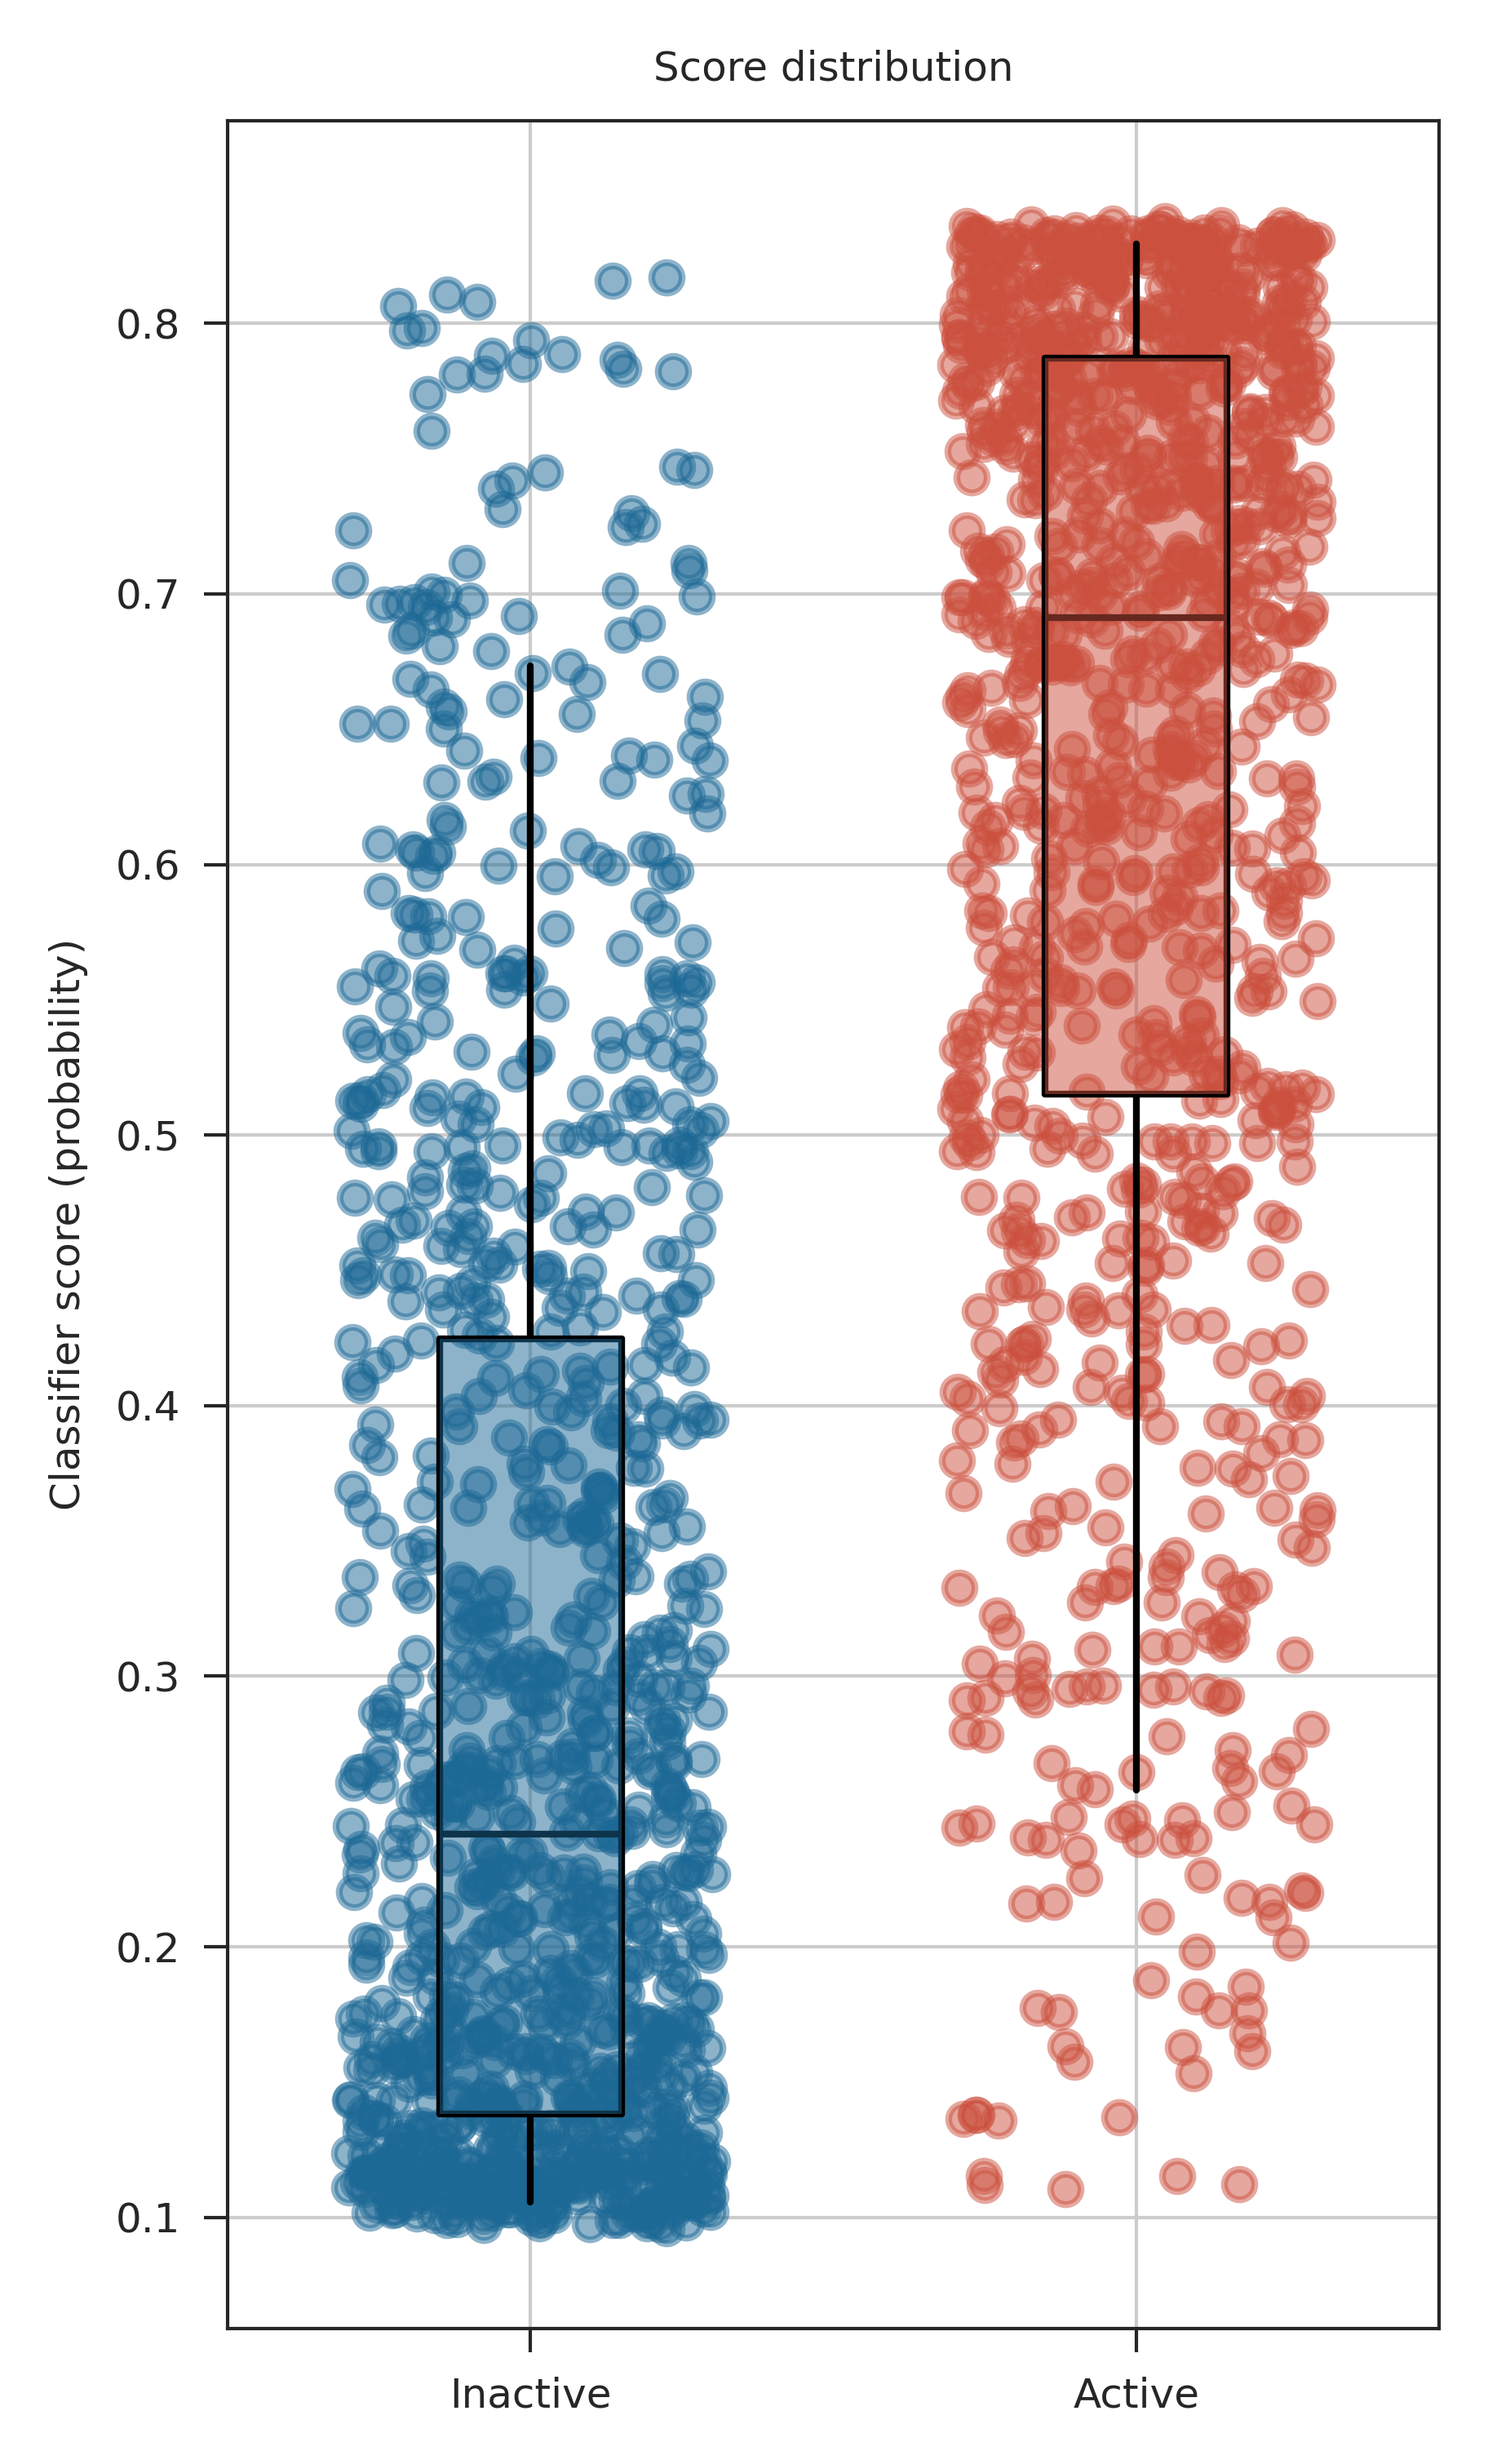 Score distribution
Classifier score (probability)
0.8
0.7
0.6
0.5
0.4
0.3
0.2
0.1
Inactive
Active